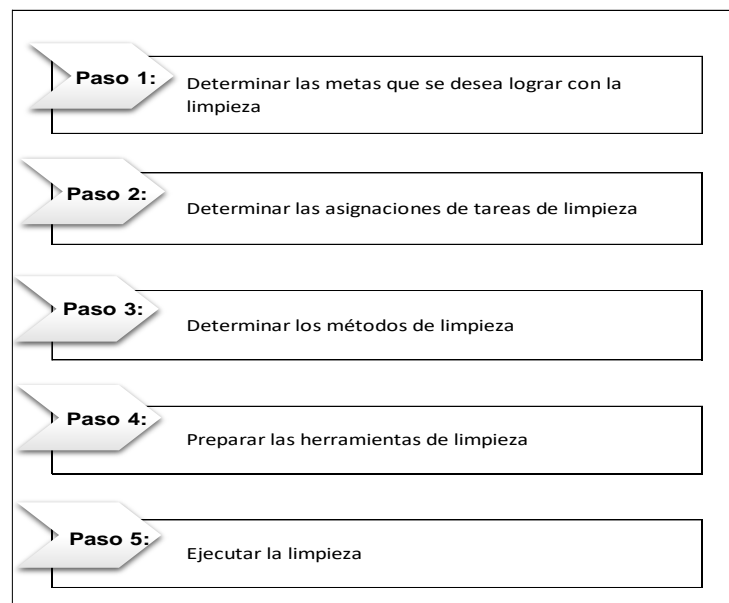 Paso 1:
Determinar las metas que se desea lograr con la
limpieza
Paso 2:
Determinar las asignaciones de tareas de limpieza
Paso 3:
Determinar los métodos de limpieza
Paso 4:
Preparar las herramientas de limpieza
Paso 5:
Ejecutar la limpieza